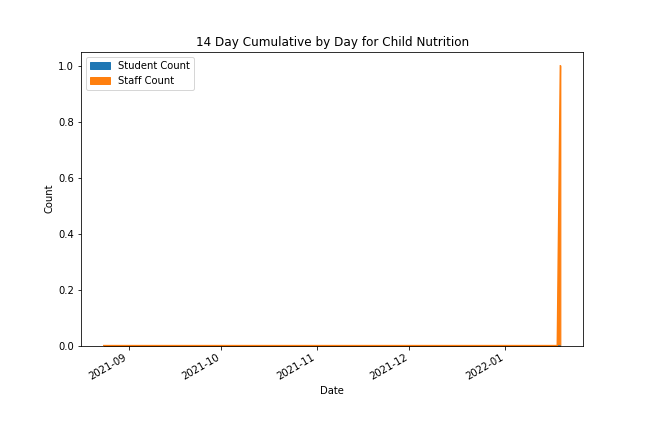 14 Day Cumulative by Day for Child Nutrition
Student Count
Staff Count
1.0
0.8
0.6
0.4
0.2
0.0
Count
2021-09
2021-10
2021-11
2021-12
2022-01
Date